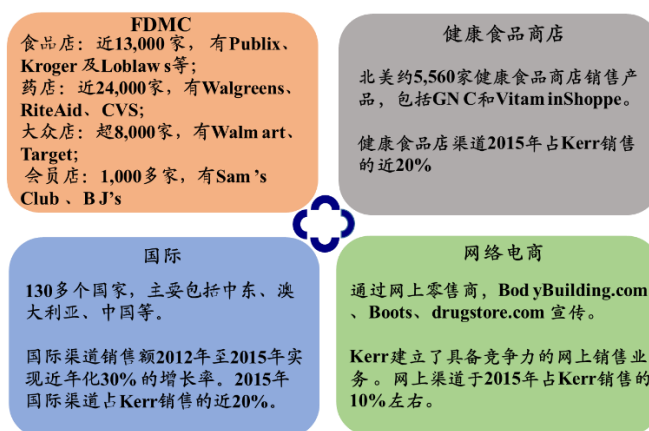 FDMC
食品店：近13,000 家，有Publix、
Kroger 及Loblaw s等；
药店：近24,000家，有Walgreens、
RiteAid、CVS；
大众店：超8,000家，有Walm art、
Target；
会员店：1,000多家，有Sam 's
Club 、B J's
健康食品商店
北美约5,560家健康食品商店销售产
品，包括GN C和Vitam inShoppe。
健康食品店渠道2015年占Kerr销售
的近20%
国际
130多个国家，主要包括中东、澳
大利亚、中国等。
国际渠道销售额2012年至2015年实
现近年化30% 的增长率。2015年
国际渠道占Kerr销售的近20%。
网络电商
通过网上零售商，Bod yBuilding.com
、Boots、drugstore.com 宣传。
Kerr建立了具备竞争力的网上销售业
务 。网上渠道于2015年占Kerr销售的
10%左右。